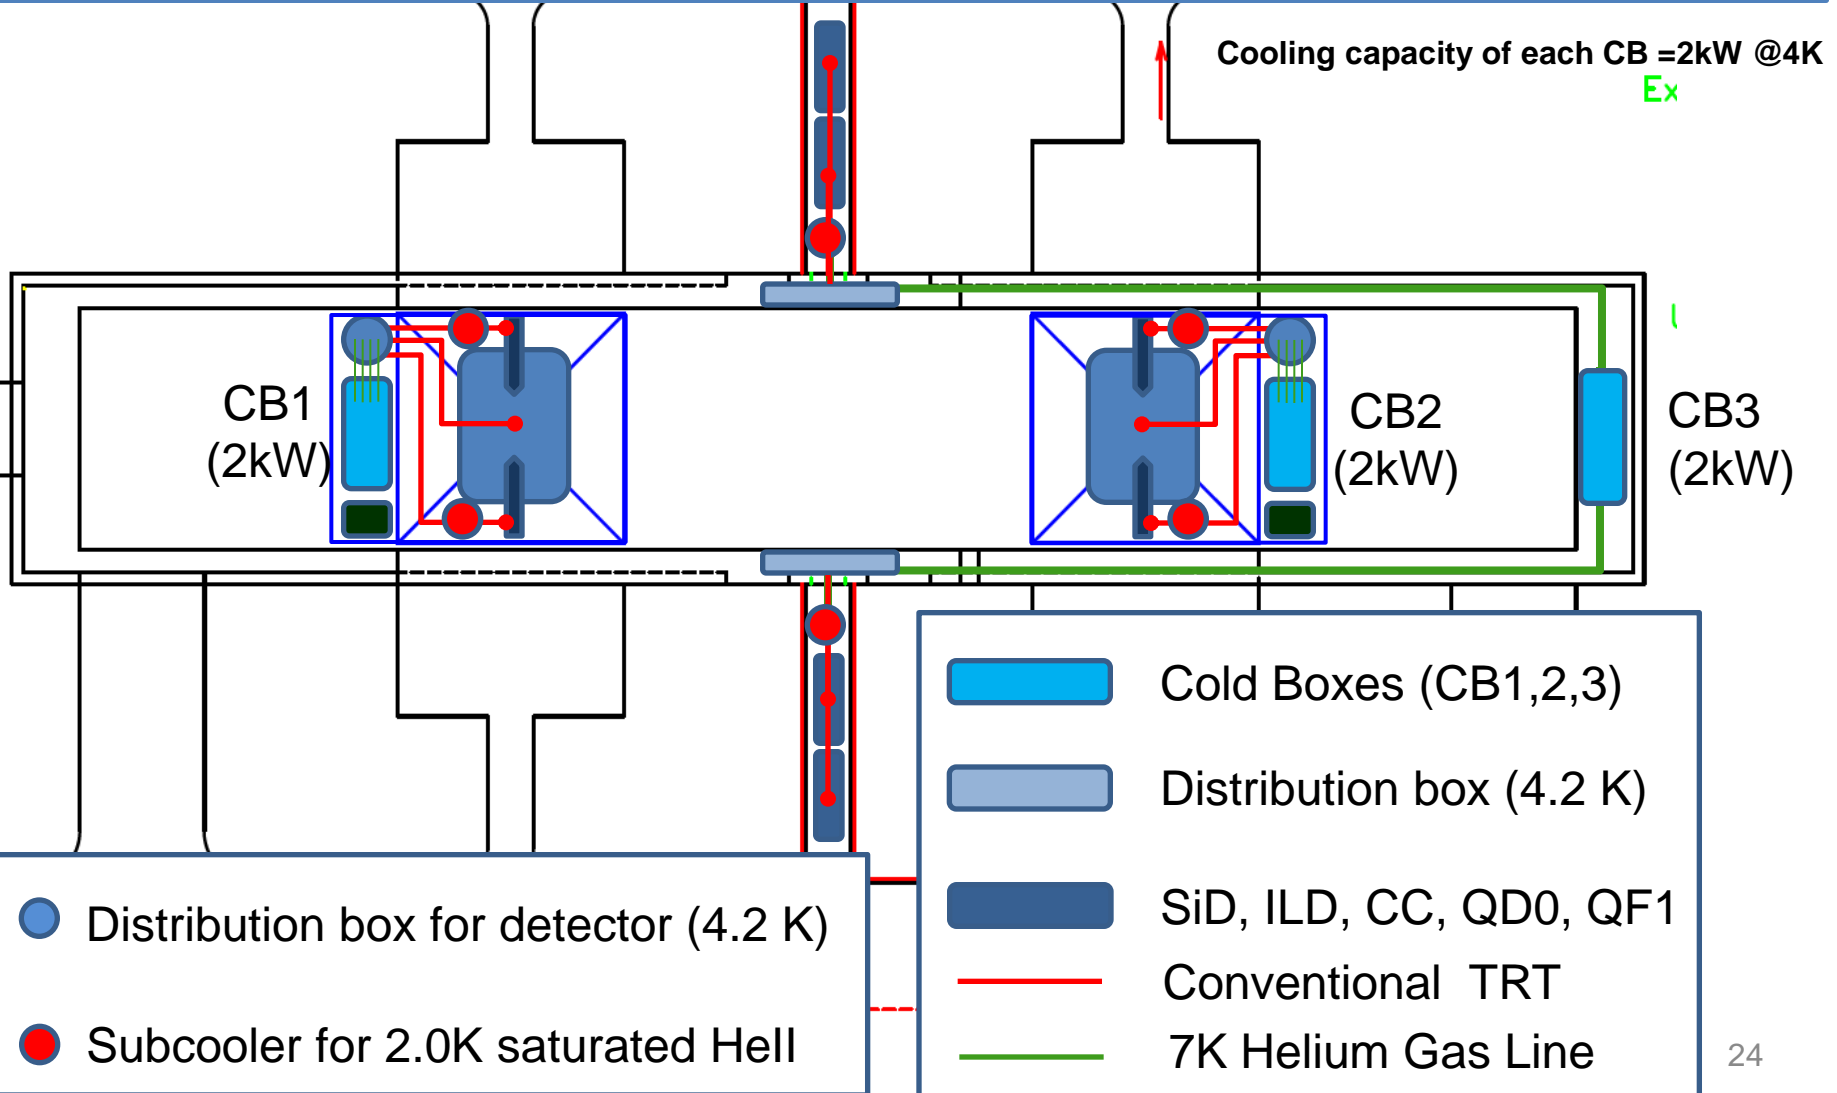 Cooling capacity of each CB =2kW @4K
Ex
CB1
(2kW)
CB2
(2kW)
CB3
(2kW)
Cold Boxes (CB1,2,3)
Distribution box (4.2 K)
SiD, ILD, CC, QD0, QF1
Conventional TRT
7K Helium Gas Line
Distribution box for detector (4.2 K)
Subcooler for 2.0K saturated HeII
24